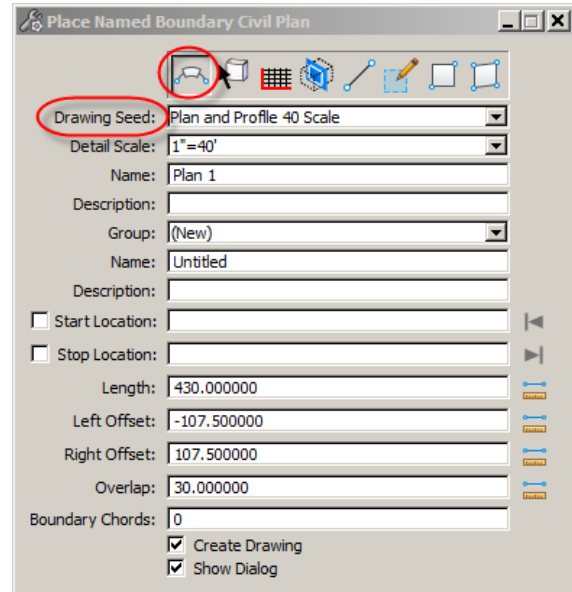 Place Named Boundary Civil Plan
Drawing Seed: Plan and Profile 40 Scale
Detail Scale: 1"=40'
Name: Plan 1
Description:
Group: (New)
Name: Untitled
Description:
Start Location:
Stop Location:
Length: 430.000000
Left Offset: -107.500000
Right Offset: 107.500000
Overlap: 30.000000
Boundary Chords: 0
Create Drawing
Show Dialog